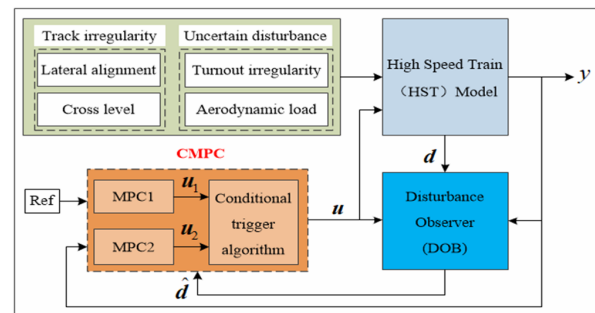 Track irregularity
Lateral alignment
Cross level
Uncertain disturbance
Turnout irregularity
Aerodynamic load
High Speed Train
（HST）Model
y
CMPC
d
Ref
MPC1
u₁
MPC2
u₂
Conditional
trigger
algorithm
u
Disturbance
Observer
(DOB)
d̂